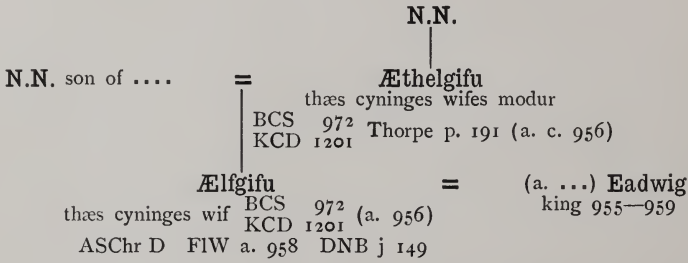 N.N.
N.N. son of .... = Æthelgifu
thæs cyninges wifes modur
BCS 972
KCD 1201 Thorpe p. 191 (a. c. 956)
Ælfgifu = (a. ...) Eadwig
thæs cyninges wif BCS 972
KCD 1201 (a. 956) king 955—959
ASChr D FlW a. 958 DNB j 149